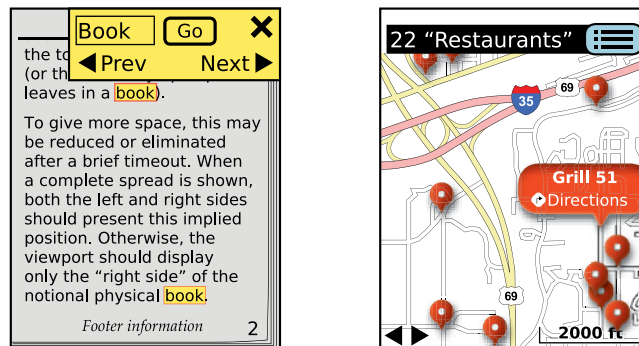 Book Go
Prev Next
the to
(or th
leaves in a book).
To give more space, this may
be reduced or eliminated
after a brief timeout. When
a complete spread is shown,
both the left and right sides
should present this implied
position. Otherwise, the
viewport should display
only the “right side” of the
notional physical book.
Footer information 2
22 “Restaurants”
69
35
Grill 51
Directions
69
2000 ft